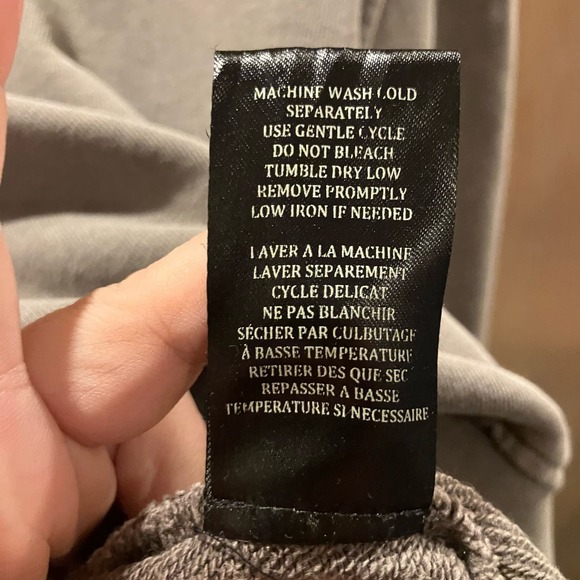 MACHINE WASH COLD
SEPARATELY
USE GENTLE CYCLE
DO NOT BLEACH
TUMBLE DRY LOW
REMOVE PROMPTLY
LOW IRON IF NEEDED
LAVER A LA MACHINE
LAVER SEPAREMENT
CYCLE DELICAT
NE PAS BLANCHIR
SÉCHER PAR CULBUTAGE
À BASSE TEMPERATURE
RETIRER DES QUE SEC
REPASSER À BASSE
TEMPERATURE SI NECESSAIRE